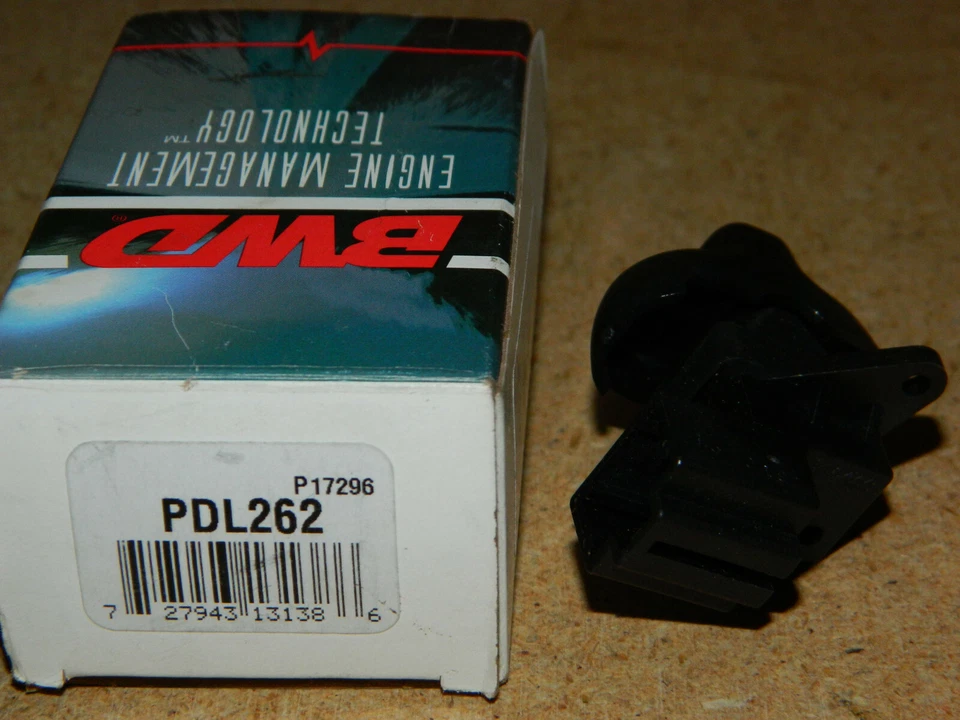 BWD
ENGINE MANAGEMENT
TECHNOLOGY™
P17296
PDL262
7 27943 13138 6